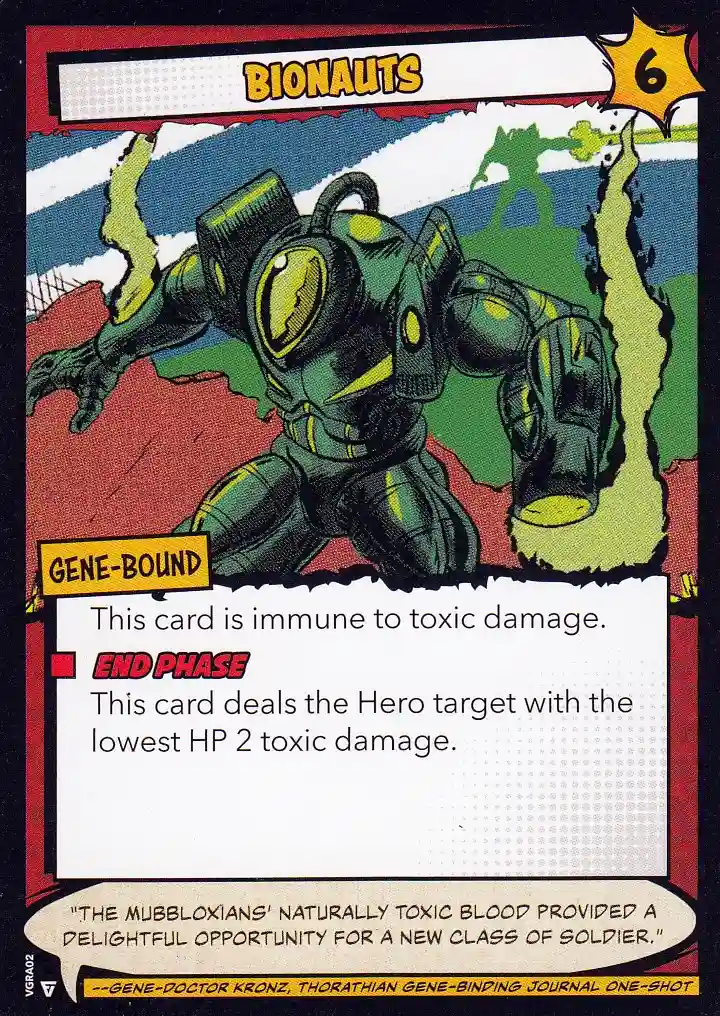 BIONAUTS
6
GENE-BOUND
This card is immune to toxic damage.
END PHASE
This card deals the Hero target with the
lowest HP 2 toxic damage.
"THE MUBBLOXIANS' NATURALLY TOXIC BLOOD PROVIDED A
DELIGHTFUL OPPORTUNITY FOR A NEW CLASS OF SOLDIER."
--GENE-DOCTOR KRONZ, THORATHIAN GENE-BINDING JOURNAL ONE-SHOT
VGRA02